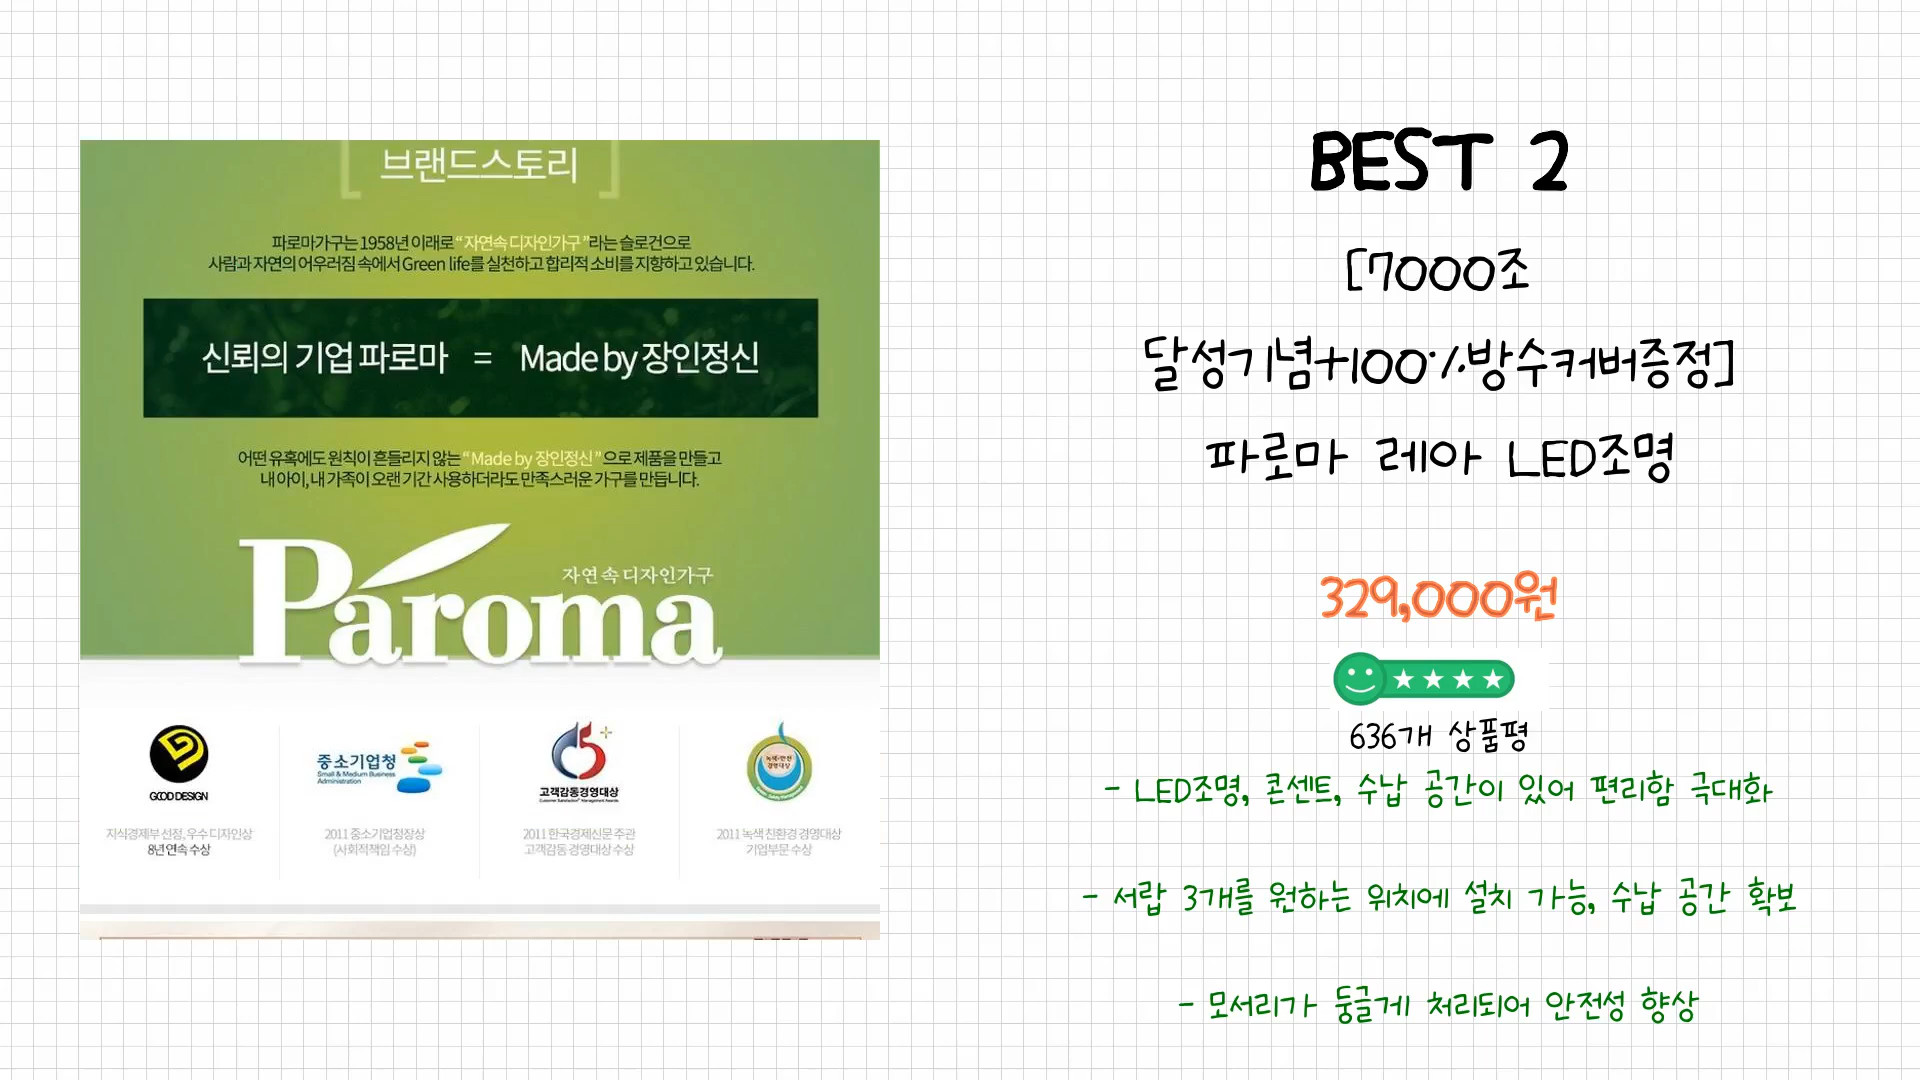 브랜드스토리
파로마가구는 1958년 이래로 “자연속 디자인가구”라는 슬로건으로
사람과 자연의 어우러짐 속에서 Green life를 실천하고 합리적 소비를 지향하고 있습니다.
신뢰의 기업 파로마 = Made by 장인정신
어떤 유혹에도 원칙이 흔들리지 않는 “Made by 장인정신”으로 제품을 만들고
내 아이, 내 가족이 오랜 기간 사용하더라도 만족스러운 가구를 만듭니다.
자연 속 디자인가구
Paroma
GOOD DESIGN
지식경제부 선정, 우수 디자인상
8년 연속 수상
중소기업청
Small & Medium Business
Administration
2011 중소기업청장상
(사회적책임 수상)
고객감동경영대상
Customer Satisfaction Management Awards
2011 한국경제신문 주관
고객감동 경영대상 수상
경영대상
2011 녹색 친환경 경영대상
기업부문 수상
BEST 2
[7000조
달성기념+100%방수커버증정]
파로마 레아 LED조명
329,000원
636개 상품평
- LED조명, 콘센트, 수납 공간이 있어 편리함 극대화
- 서랍 3개를 원하는 위치에 설치 가능, 수납 공간 확보
- 모서리가 둥글게 처리되어 안전성 향상